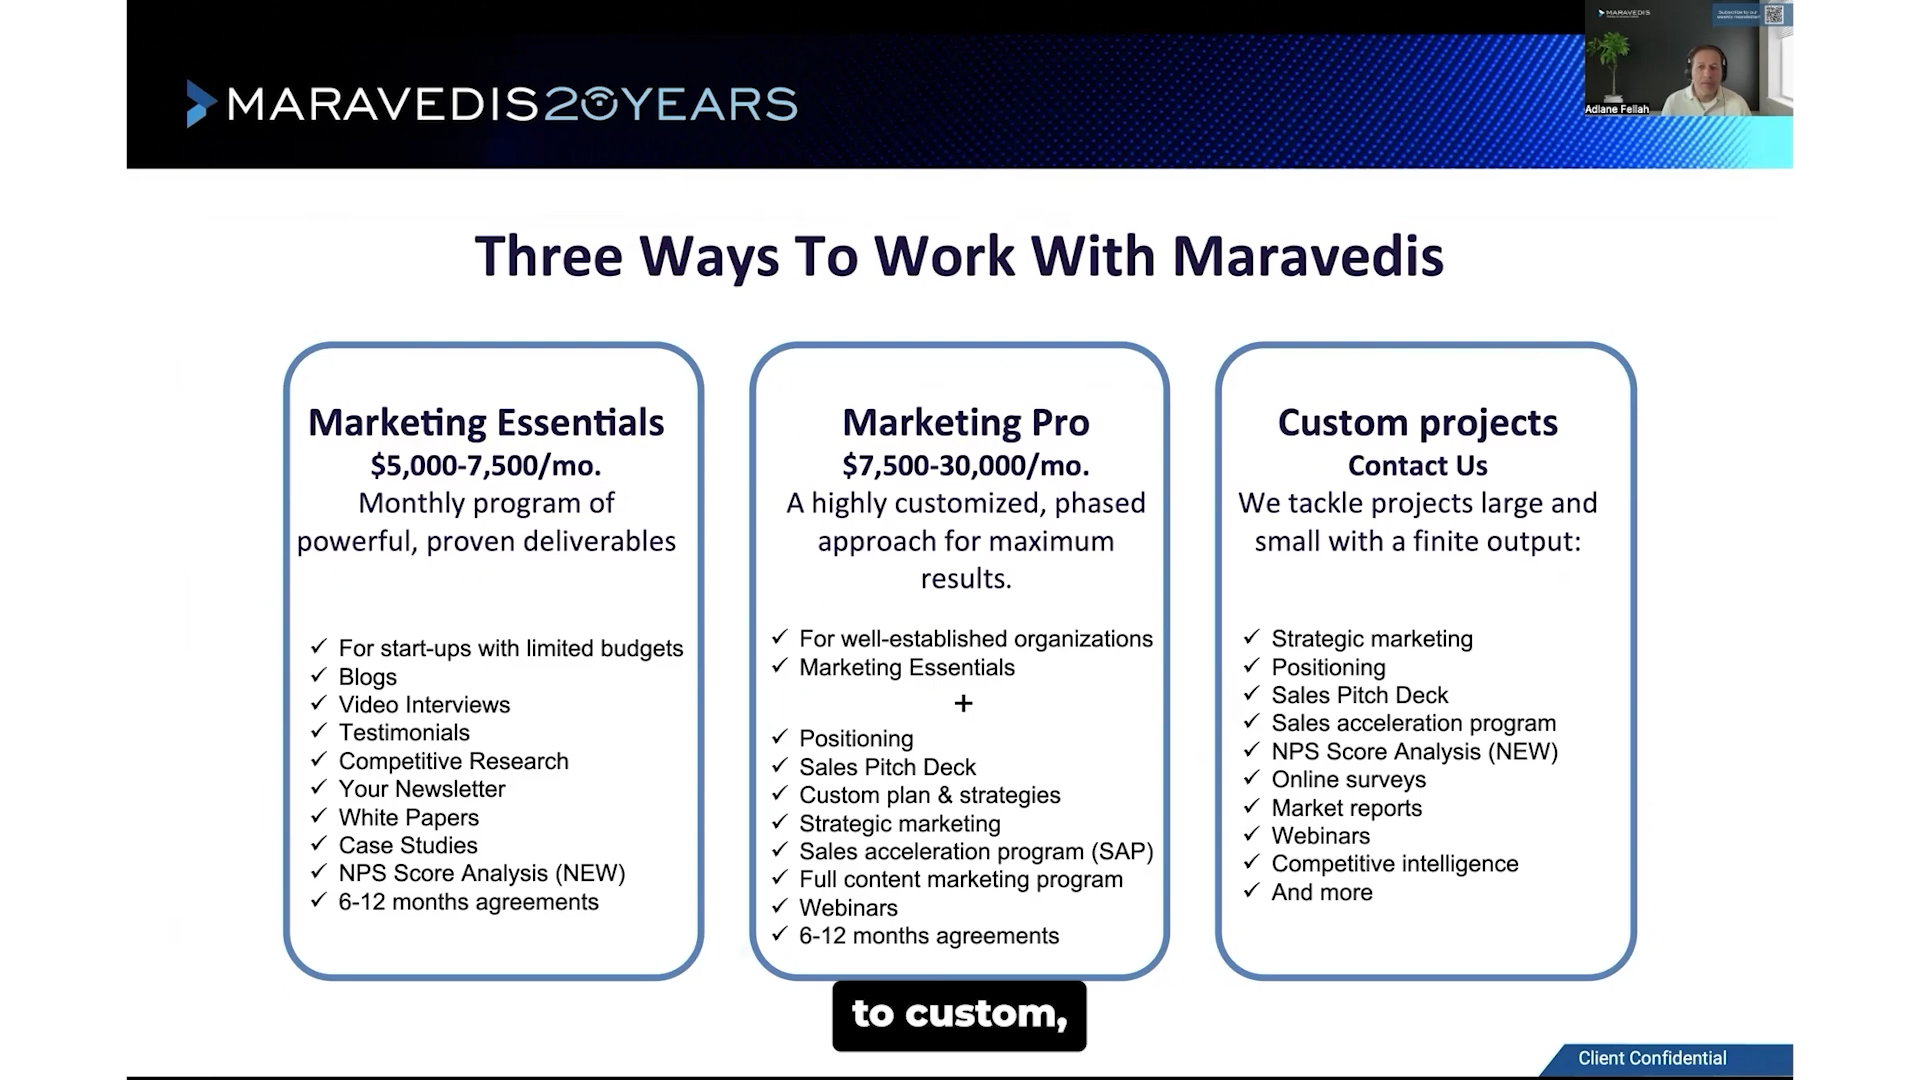 MARAVEDIS
Subscribe to our
weekly newsletter!
Adlane Fellah
MARAVEDIS20YEARS
Three Ways To Work With Maravedis
Marketing Essentials
$5,000-7,500/mo.
Monthly program of
powerful, proven deliverables
✓ For start-ups with limited budgets
✓ Blogs
✓ Video Interviews
✓ Testimonials
✓ Competitive Research
✓ Your Newsletter
✓ White Papers
✓ Case Studies
✓ NPS Score Analysis (NEW)
✓ 6-12 months agreements
Marketing Pro
$7,500-30,000/mo.
A highly customized, phased
approach for maximum
results.
✓ For well-established organizations
✓ Marketing Essentials
+
✓ Positioning
✓ Sales Pitch Deck
✓ Custom plan & strategies
✓ Strategic marketing
✓ Sales acceleration program (SAP)
✓ Full content marketing program
✓ Webinars
✓ 6-12 months agreements
Custom projects
Contact Us
We tackle projects large and
small with a finite output:
✓ Strategic marketing
✓ Positioning
✓ Sales Pitch Deck
✓ Sales acceleration program
✓ NPS Score Analysis (NEW)
✓ Online surveys
✓ Market reports
✓ Webinars
✓ Competitive intelligence
✓ And more
to custom,
Client Confidential